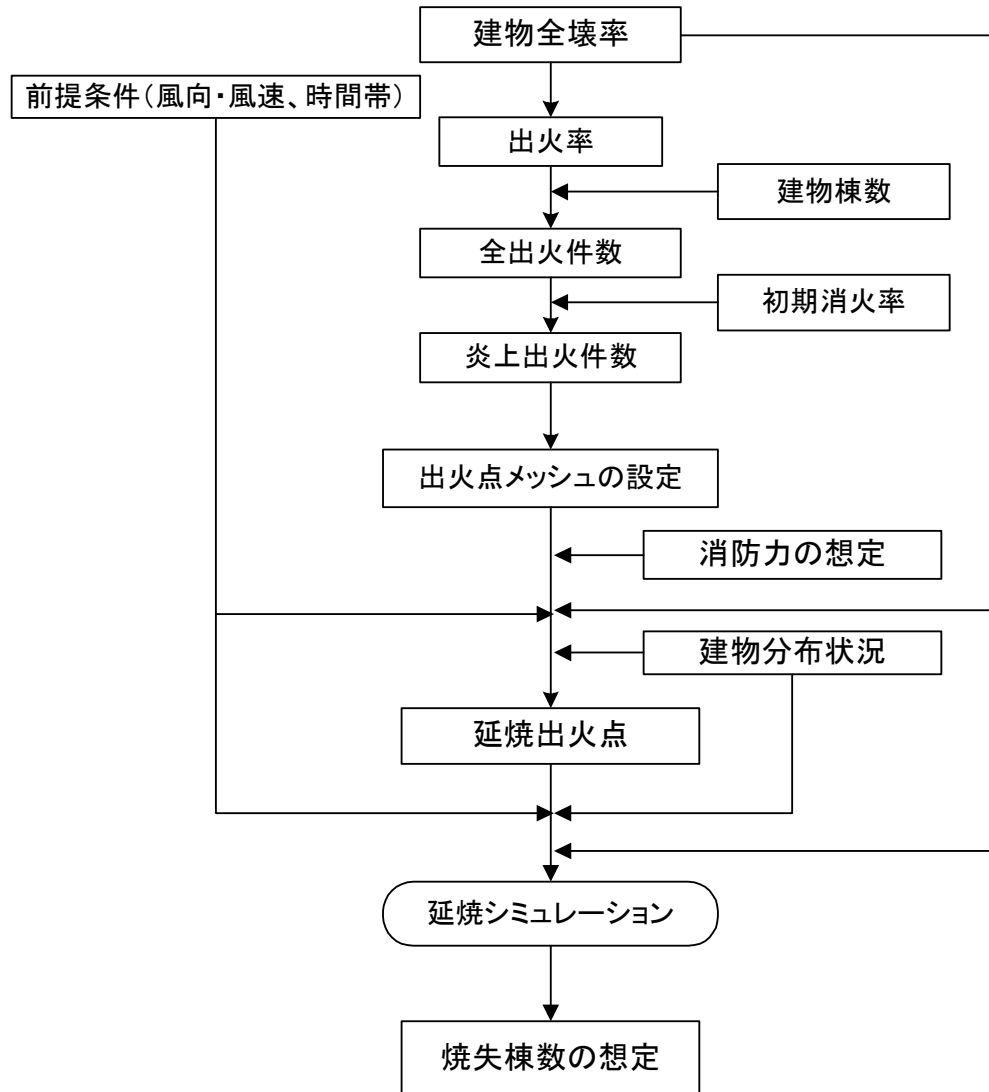 建物全壊率
前提条件（風向・風速、時間帯）
出火率
建物棟数
全出火件数
初期消火率
炎上出火件数
出火点メッシュの設定
消防力の想定
建物分布状況
延焼出火点
延焼シミュレーション
焼失棟数の想定